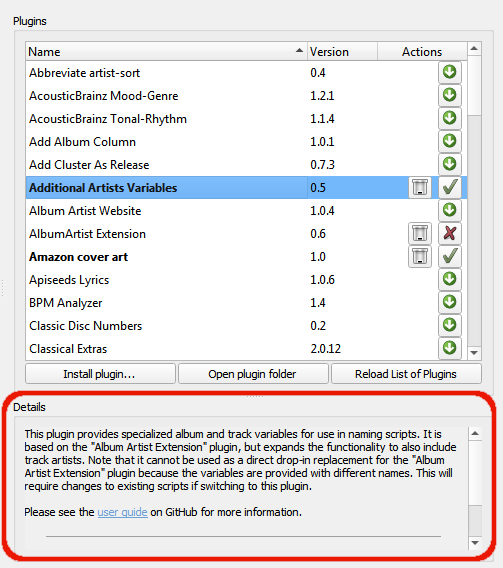 Plugins
Name Version Actions
Abbreviate artist-sort 0.4
AcousticBrainz Mood-Genre 1.2.1
AcousticBrainz Tonal-Rhythm 1.1.4
Add Album Column 1.0.1
Add Cluster As Release 0.7.3
Additional Artists Variables 0.5
Album Artist Website 1.0.4
AlbumArtist Extension 0.6
Amazon cover art 1.0
Apiseeds Lyrics 1.0.6
BPM Analyzer 1.4
Classic Disc Numbers 0.2
Classical Extras 2.0.12
Install plugin... Open plugin folder Reload List of Plugins
Details
This plugin provides specialized album and track variables for use in naming scripts. It is
based on the "Album Artist Extension" plugin, but expands the functionality to also include
track artists. Note that it cannot be used as a direct drop-in replacement for the "Album
Artist Extension" plugin because the variables are provided with different names. This will
require changes to existing scripts if switching to this plugin.
Please see the user guide on GitHub for more information.